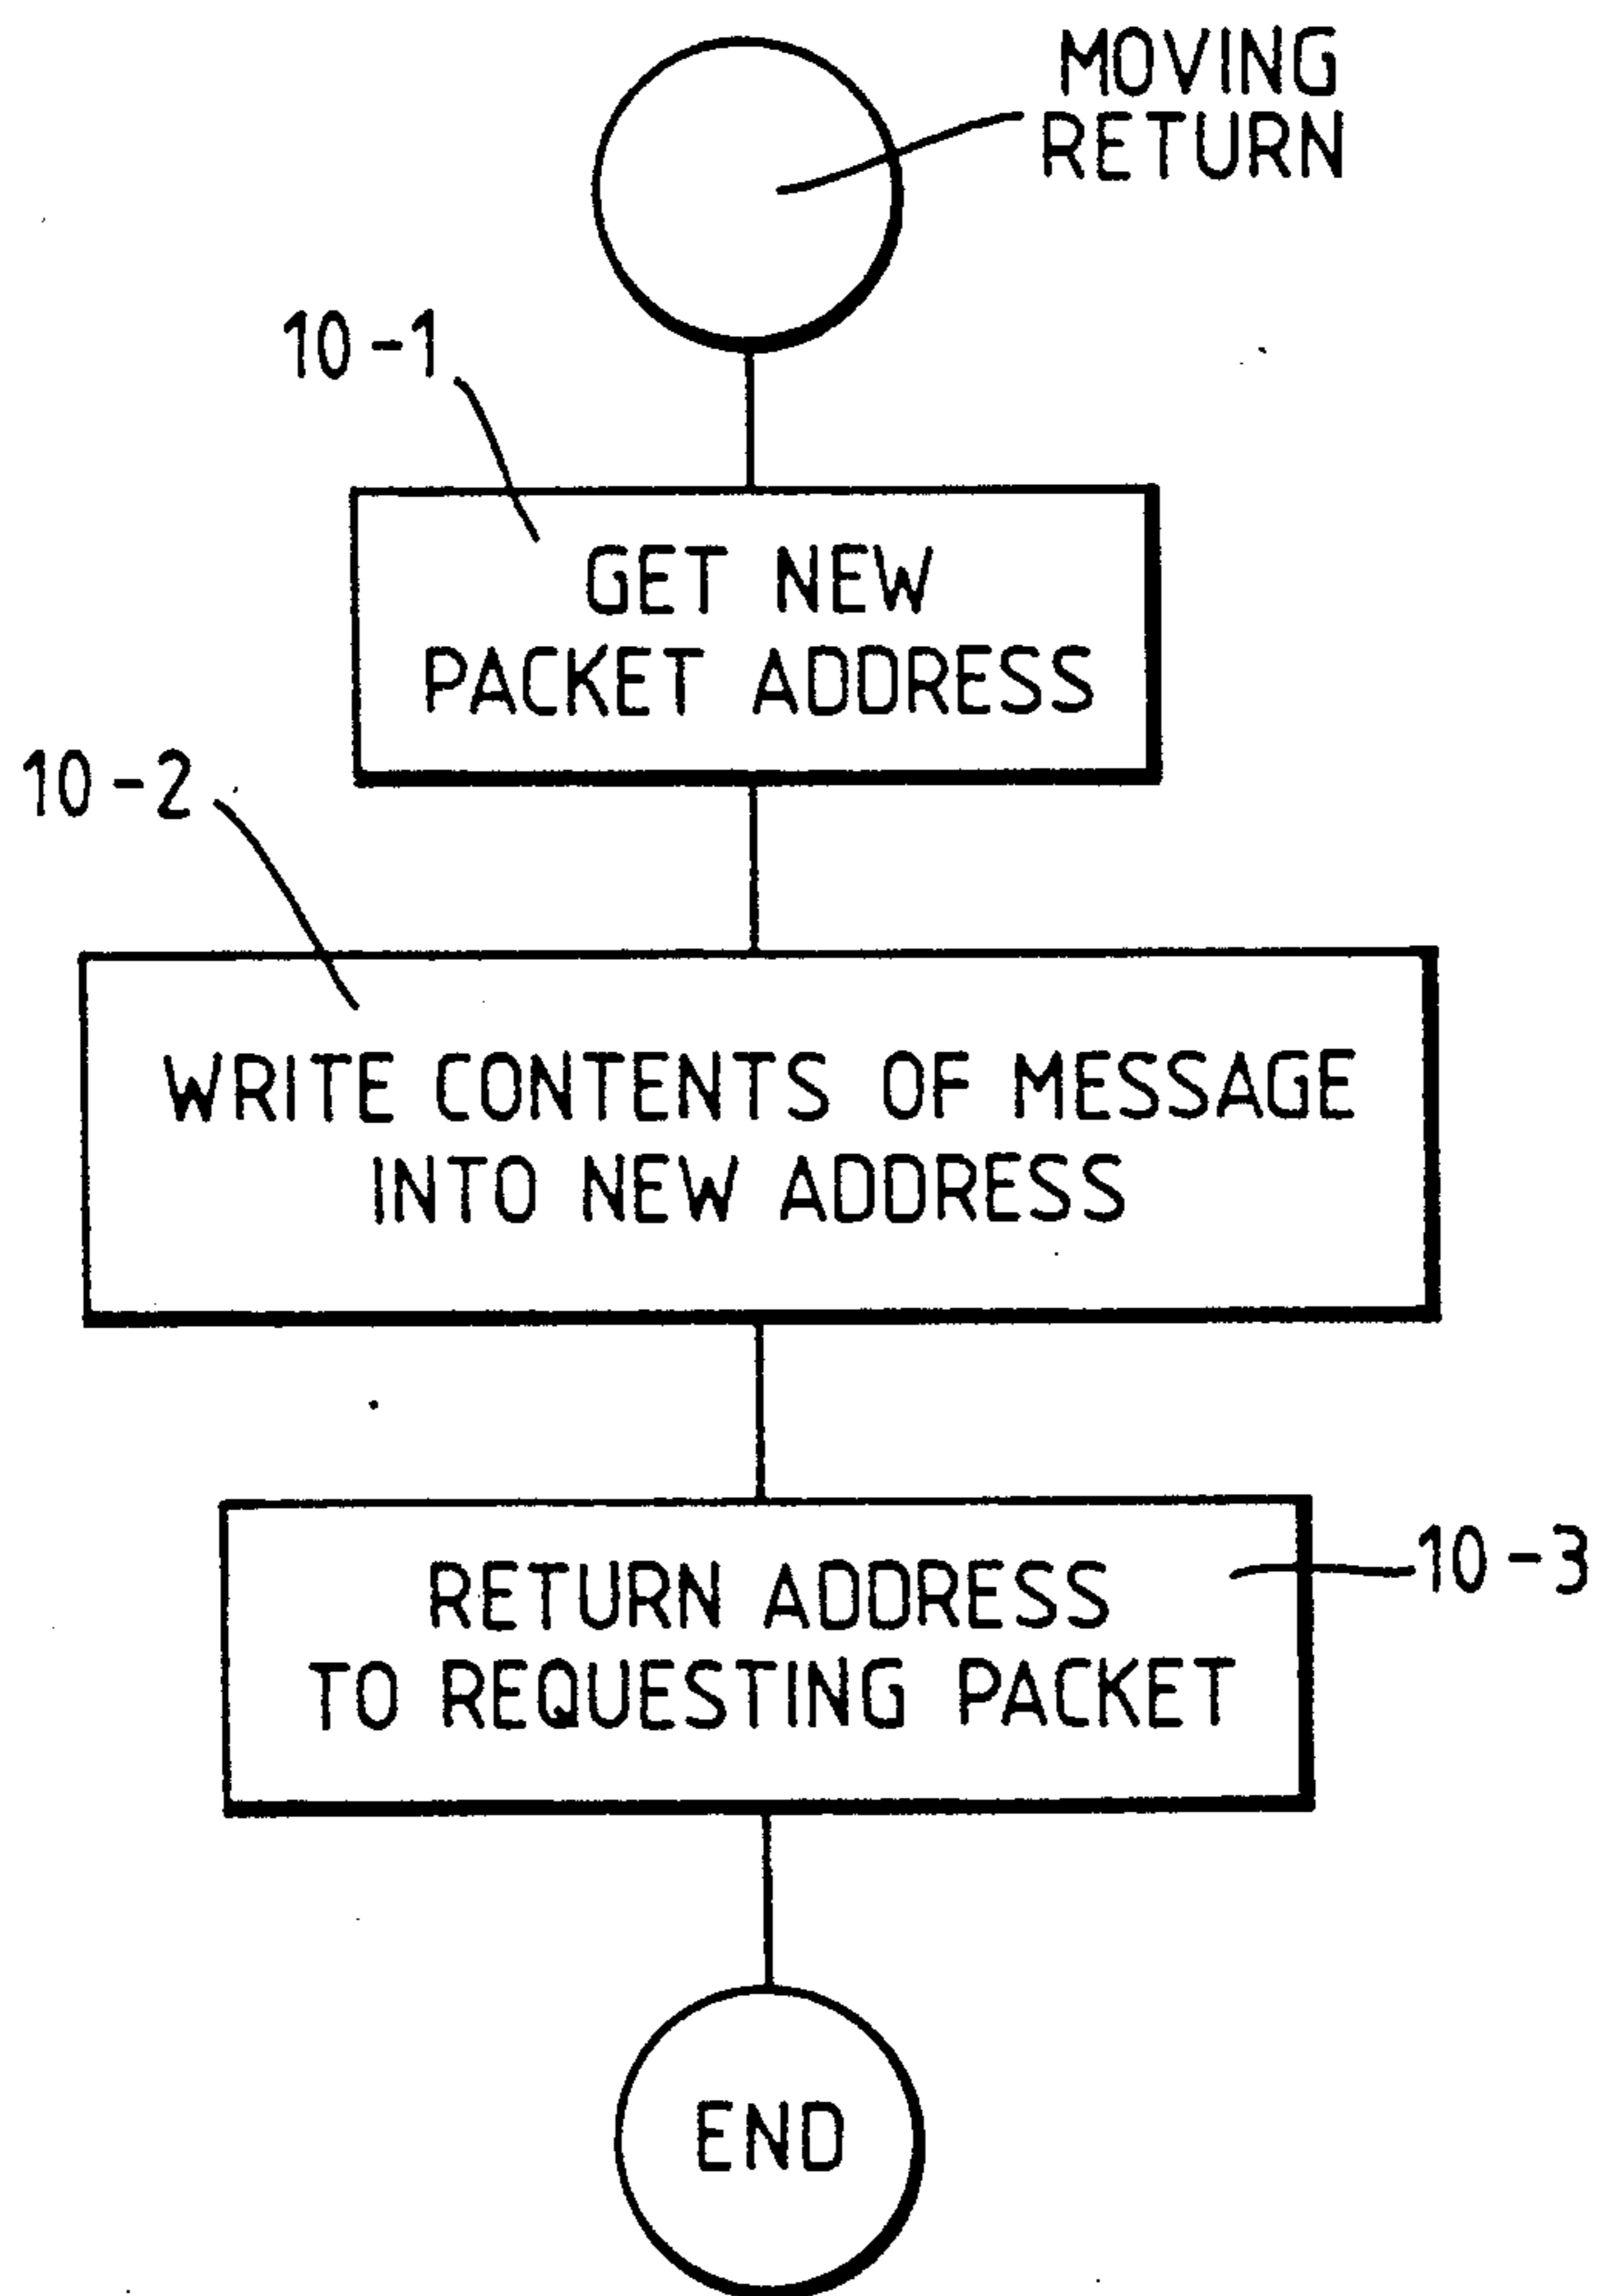 MOVING
RETURN
10-1
GET NEW
PACKET ADDRESS
10-2
WRITE CONTENTS OF MESSAGE
INTO NEW ADDRESS
RETURN ADDRESS
TO REQUESTING PACKET
10-3
END